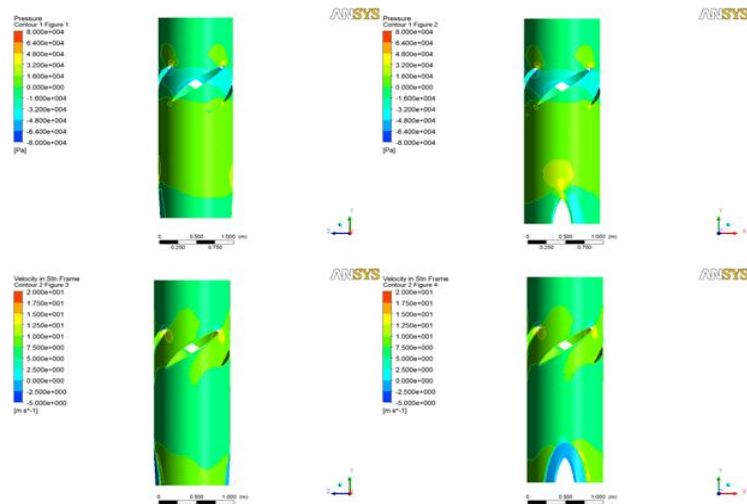 Pressure
Contour 1 Figure 1
8.000e+004
6.400e+004
4.800e+004
3.200e+004
1.600e+004
0.000e+000
-1.600e+004
-3.200e+004
-4.800e+004
-6.400e+004
-8.000e+004
[Pa]
ANSYS
0 0.500 1.000 (m)
0.250 0.750
Y
Z
Pressure
Contour 1 Figure 2
8.000e+004
6.400e+004
4.800e+004
3.200e+004
1.600e+004
0.000e+000
-1.600e+004
-3.200e+004
-4.800e+004
-6.400e+004
-8.000e+004
[Pa]
ANSYS
0 0.500 1.000 (m)
0.250 0.750
Y
X
Velocity in Stn Frame
Contour 2 Figure 3
2.000e+001
1.750e+001
1.500e+001
1.250e+001
1.000e+001
7.500e+000
5.000e+000
2.500e+000
0.000e+000
-2.500e+000
-5.000e+000
[m s^-1]
ANSYS
0 0.500 1.000 (m)
0.250 0.750
Y
Z
Velocity in Stn Frame
Contour 2 Figure 4
2.000e+001
1.750e+001
1.500e+001
1.250e+001
1.000e+001
7.500e+000
5.000e+000
2.500e+000
0.000e+000
-2.500e+000
-5.000e+000
[m s^-1]
ANSYS
0 0.500 1.000 (m)
0.250 0.750
Y
X